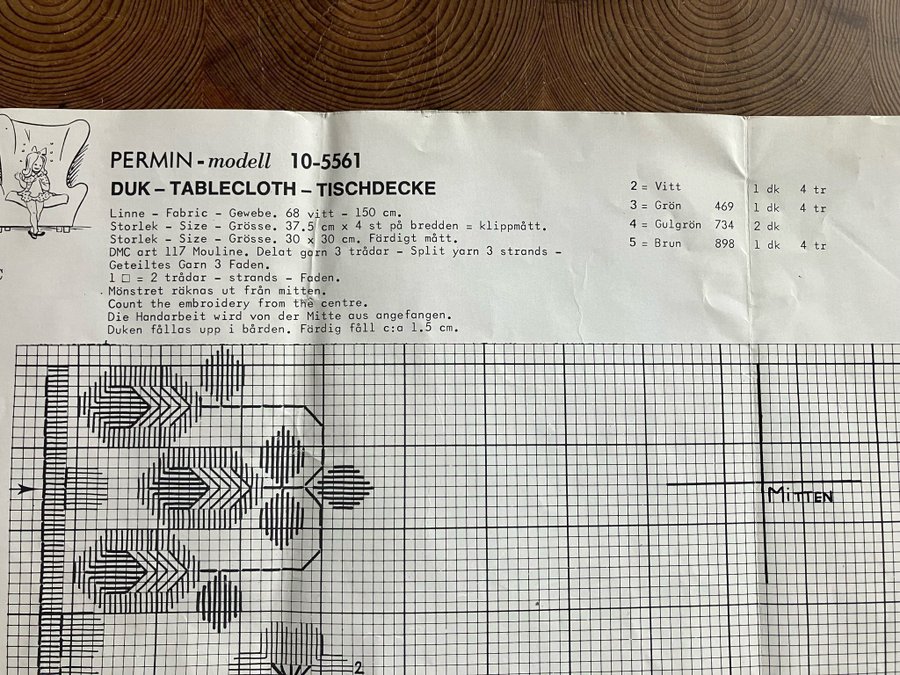 PERMIN - modell 10-5561
DUK – TABLECLOTH – TISCHDECKE
Linne - Fabric - Gewebe. 68 vitt - 150 cm.
Storlek - Size - Grösse. 37.5 cm x 4 st på bredden = klippmått.
Storlek - Size - Grösse. 30 x 30 cm. Färdigt mått.
DMC art 117 Mouline. Delat garn 3 trådar - Split yarn 3 strands -
Geteiltes Garn 3 Faden.
1 □ = 2 trådar - strands - Faden.
Mönstret räknas ut från mitten.
Count the embroidery from the centre.
Die Handarbeit wird von der Mitte aus angefangen.
Duken fållas upp i bården. Färdig fåll c:a 1.5 cm.
2 = Vitt 1 dk 4 tr
3 = Grön 469 1 dk 4 tr
4 = Gulgrön 734 2 dk
5 = Brun 898 1 dk 4 tr
MITTEN
2